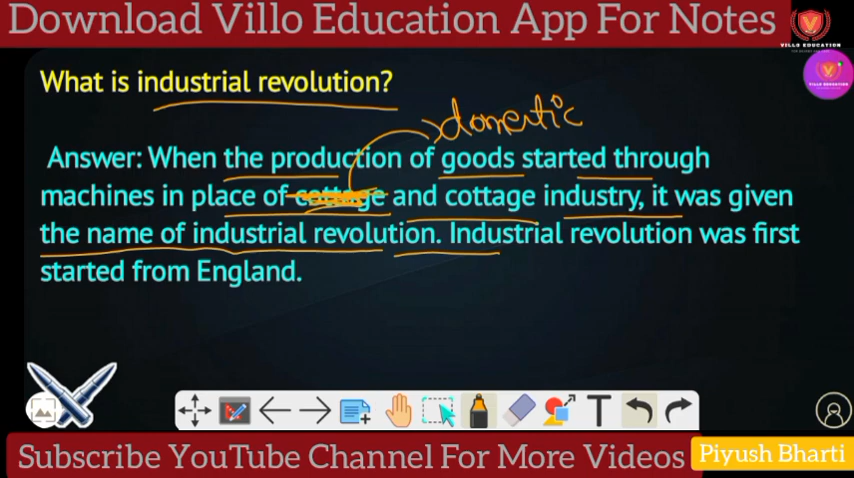 Download Villo Education App For Notes
VILLO EDUCATION
What is industrial revolution?
domestic
Answer: When the production of goods started through
machines in place of cottage and cottage industry, it was given
the name of industrial revolution. Industrial revolution was first
started from England.
T
Subscribe YouTube Channel For More Videos
Piyush Bharti